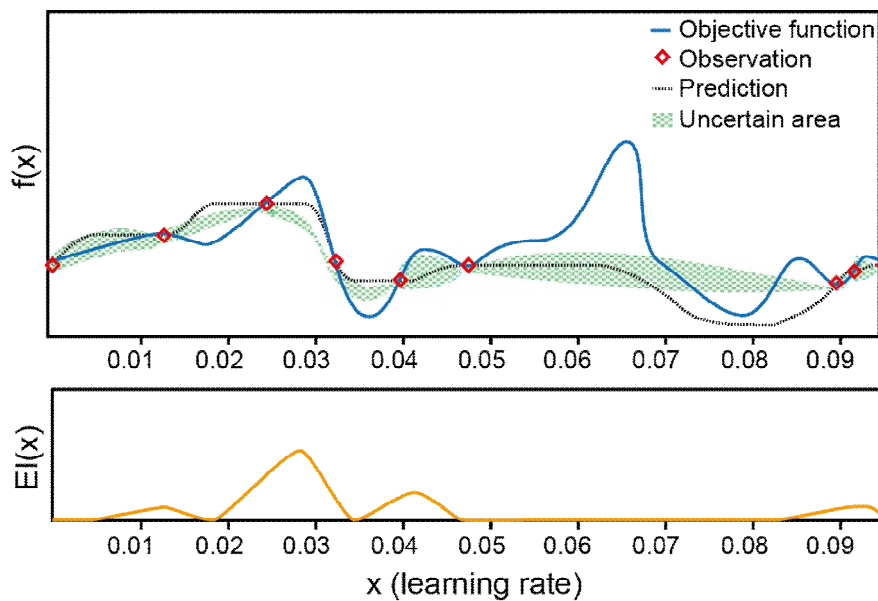 Objective function
Observation
Prediction
Uncertain area
f(x)
0.01 0.02 0.03 0.04 0.05 0.06 0.07 0.08 0.09
EI(x)
0.01 0.02 0.03 0.04 0.05 0.06 0.07 0.08 0.09
x (learning rate)